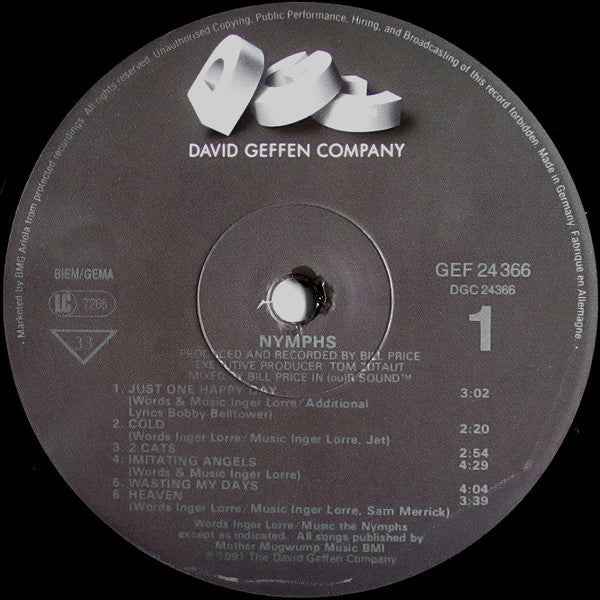 • Marketed by BMG Ariola from protected recordings. All rights reserved. Unauthorised Copying, Public Performance, Hiring, and Broadcasting of this record forbidden. Made in Germany. Fabriqué en Allemagne. •
DGC
DAVID GEFFEN COMPANY
BIEM/GEMA
LC 7266
33
GEF 24 366
DGC 24366
1
NYMPHS
PRODUCED AND RECORDED BY BILL PRICE
EXECUTIVE PRODUCER TOM ZUTAUT
MIXED BY BILL PRICE IN (ou)R SOUND™
1. JUST ONE HAPPY DAY 3:02
(Words & Music Inger Lorre/Additional
Lyrics Bobby Belltower)
2. COLD 2:20
(Words Inger Lorre/Music Inger Lorre, Jet)
3. 2 CATS 2:54
4. IMITATING ANGELS 4:29
(Words & Music Inger Lorre)
5. WASTING MY DAYS 4:04
6. HEAVEN 3:39
(Words Inger Lorre/Music Inger Lorre, Sam Merrick)
Words Inger Lorre/Music the Nymphs
except as indicated. All songs published by
Mother Mugwump Music BMI
℗ 1991 The David Geffen Company